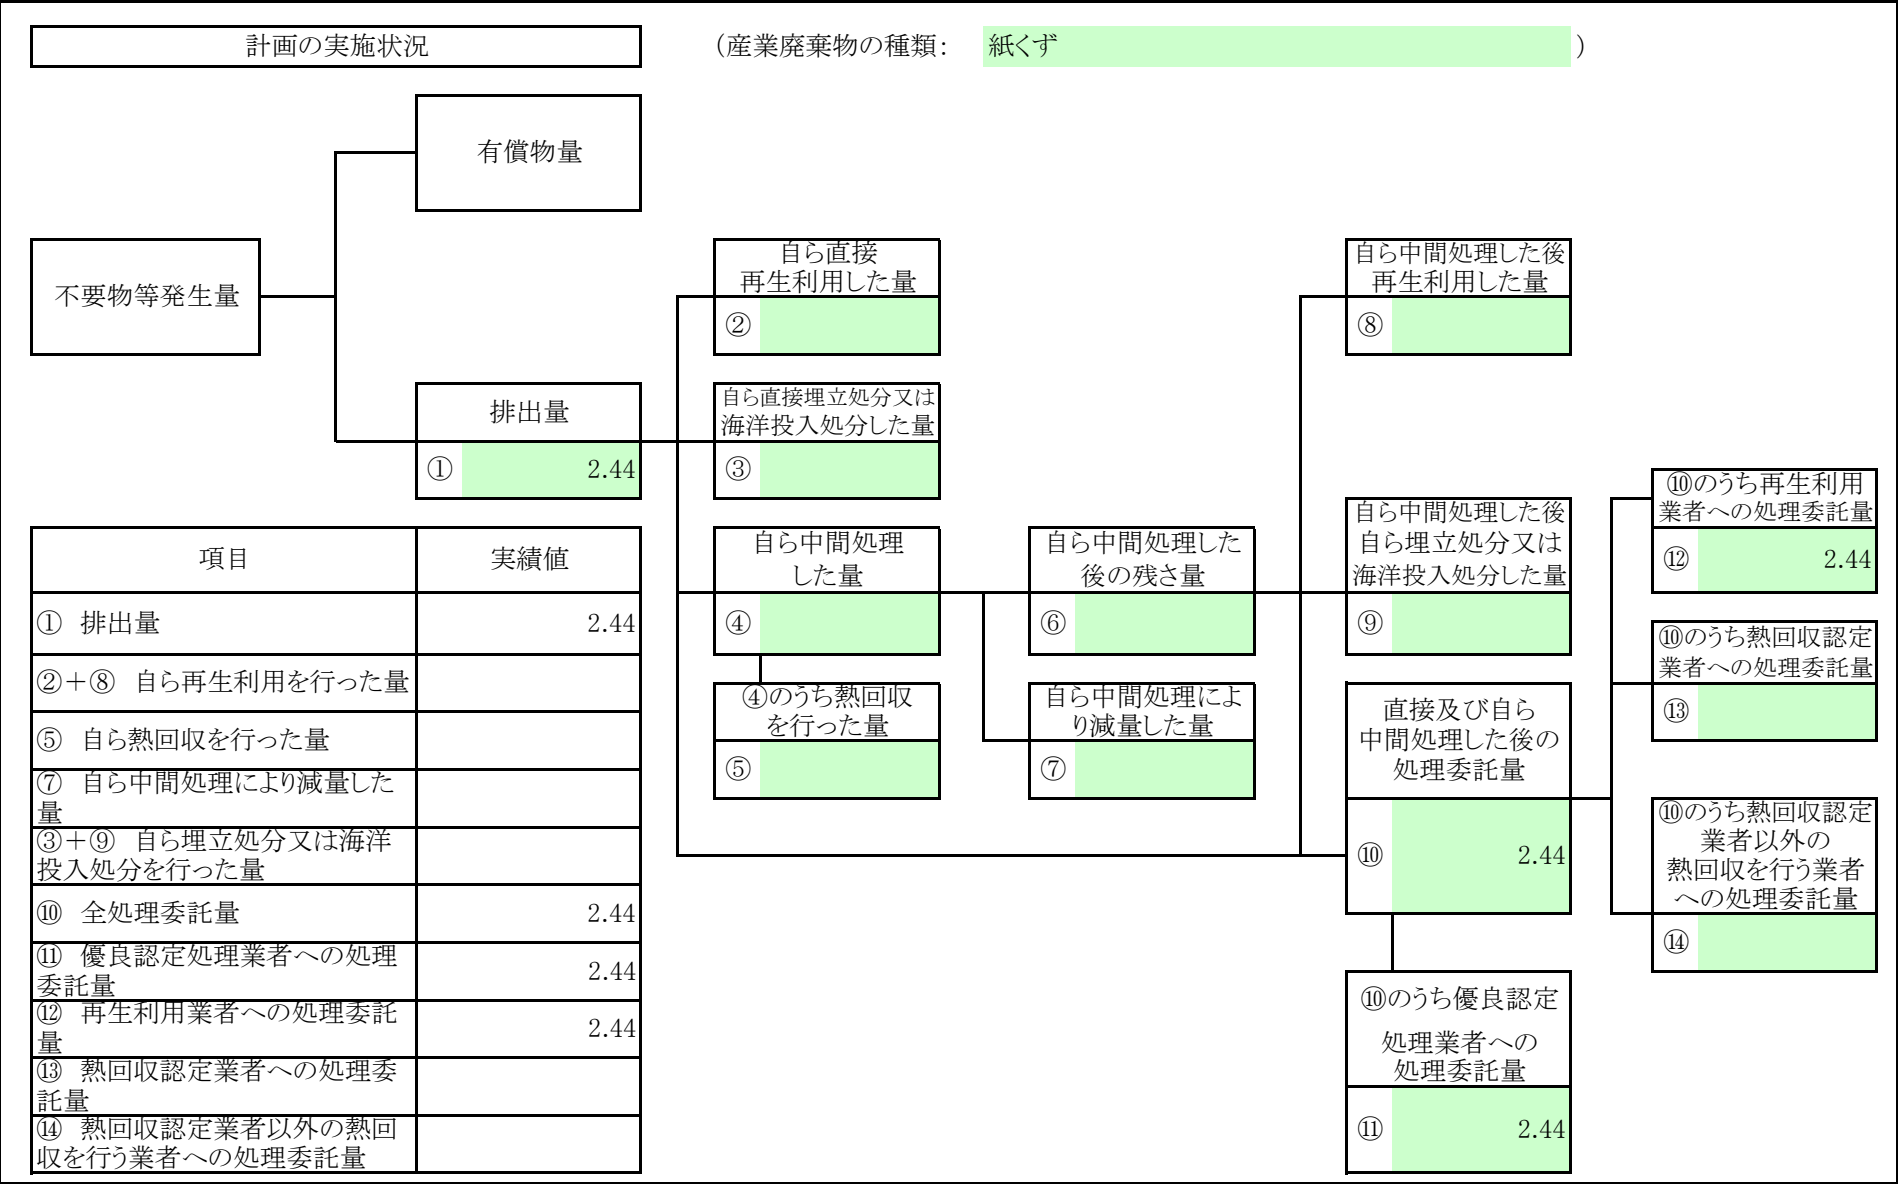 計画の実施状況
（産業廃棄物の種類： 紙くず ）
有償物量
不要物等発生量
自ら直接
再生利用した量
②
自ら中間処理した後
再生利用した量
⑧
排出量
① 2.44
自ら直接埋立処分又は
海洋投入処分した量
③
自ら中間処理
した量
④
自ら中間処理した
後の残さ量
⑥
自ら中間処理した後
自ら埋立処分又は
海洋投入処分した量
⑨
⑩のうち再生利用
業者への処理委託量
⑫ 2.44
⑩のうち熱回収認定
業者への処理委託量
⑬
④のうち熱回収
を行った量
⑤
自ら中間処理によ
り減量した量
⑦
直接及び自ら
中間処理した後の
処理委託量
⑩ 2.44
⑩のうち熱回収認定
業者以外の
熱回収を行う業者
への処理委託量
⑭
⑩のうち優良認定
処理業者への
処理委託量
⑪ 2.44
項目 実績値
① 排出量 2.44
②＋⑧ 自ら再生利用を行った量
⑤ 自ら熱回収を行った量
⑦ 自ら中間処理により減量した
量
③＋⑨ 自ら埋立処分又は海洋
投入処分を行った量
⑩ 全処理委託量 2.44
⑪ 優良認定処理業者への処理
委託量 2.44
⑫ 再生利用業者への処理委託
量 2.44
⑬ 熱回収認定業者への処理委
託量
⑭ 熱回収認定業者以外の熱回
収を行う業者への処理委託量